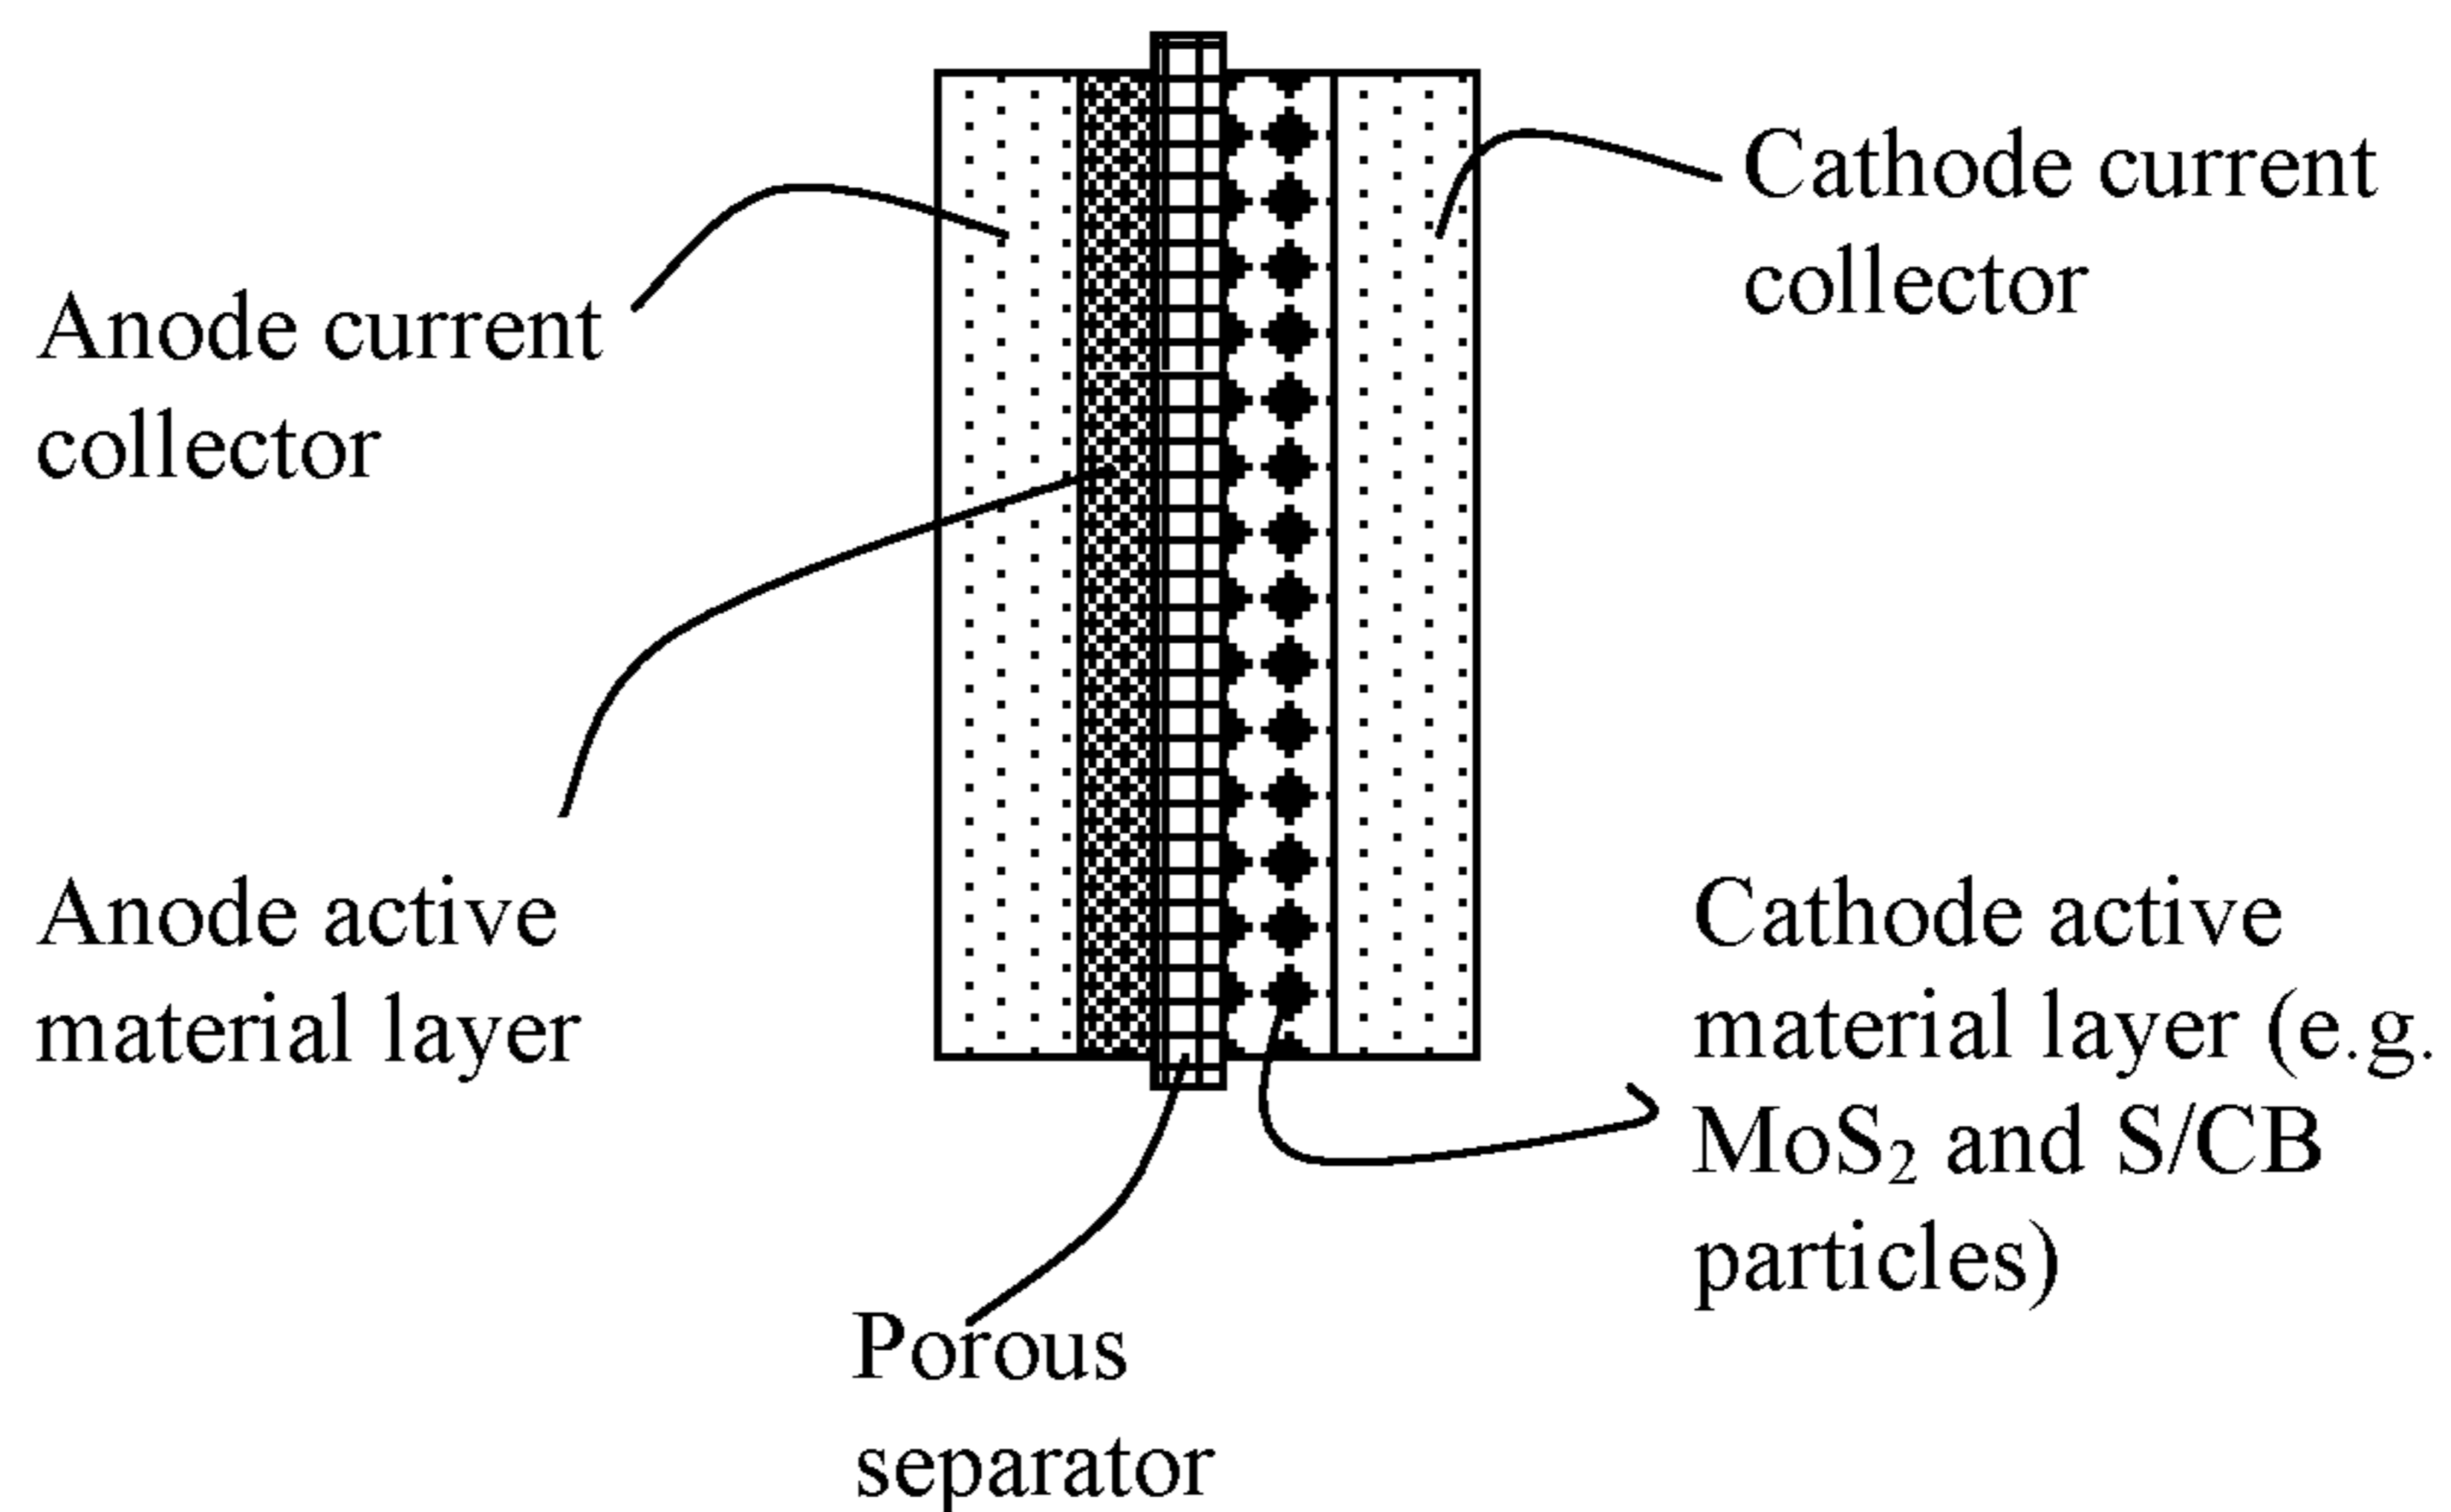 Anode current
collector
Cathode current
collector
Anode active
material layer
Cathode active
material layer (e.g.
MoS₂ and S/CB
particles)
Porous
separator